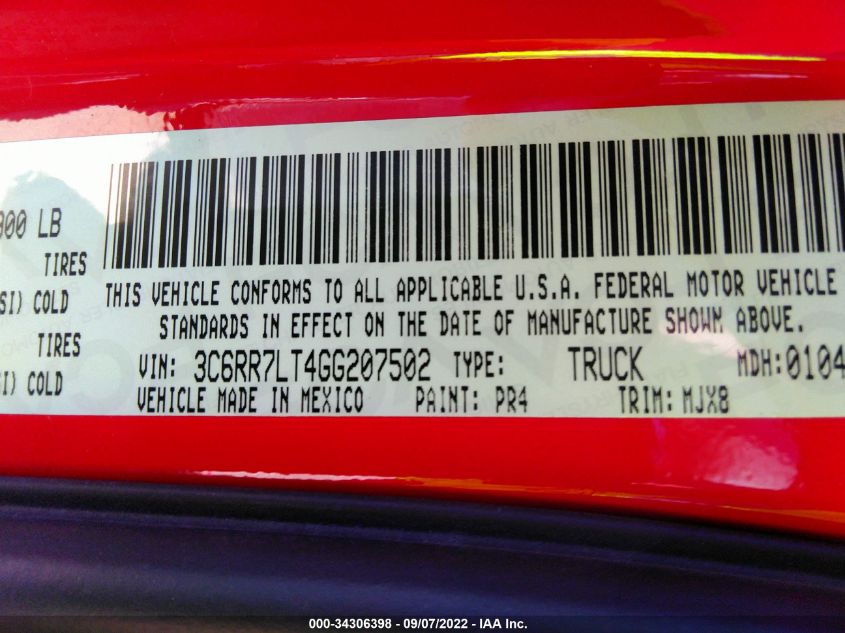 000 LB
TIRES
SI) COLD
TIRES
SI) COLD
THIS VEHICLE CONFORMS TO ALL APPLICABLE U.S.A. FEDERAL MOTOR VEHICLE
STANDARDS IN EFFECT ON THE DATE OF MANUFACTURE SHOWN ABOVE.
VIN: 3C6RR7LT4GG207502 TYPE: TRUCK MDH:0104
VEHICLE MADE IN MEXICO PAINT: PR4 TRIM: MJX8
000-34306398 - 09/07/2022 - IAA Inc.